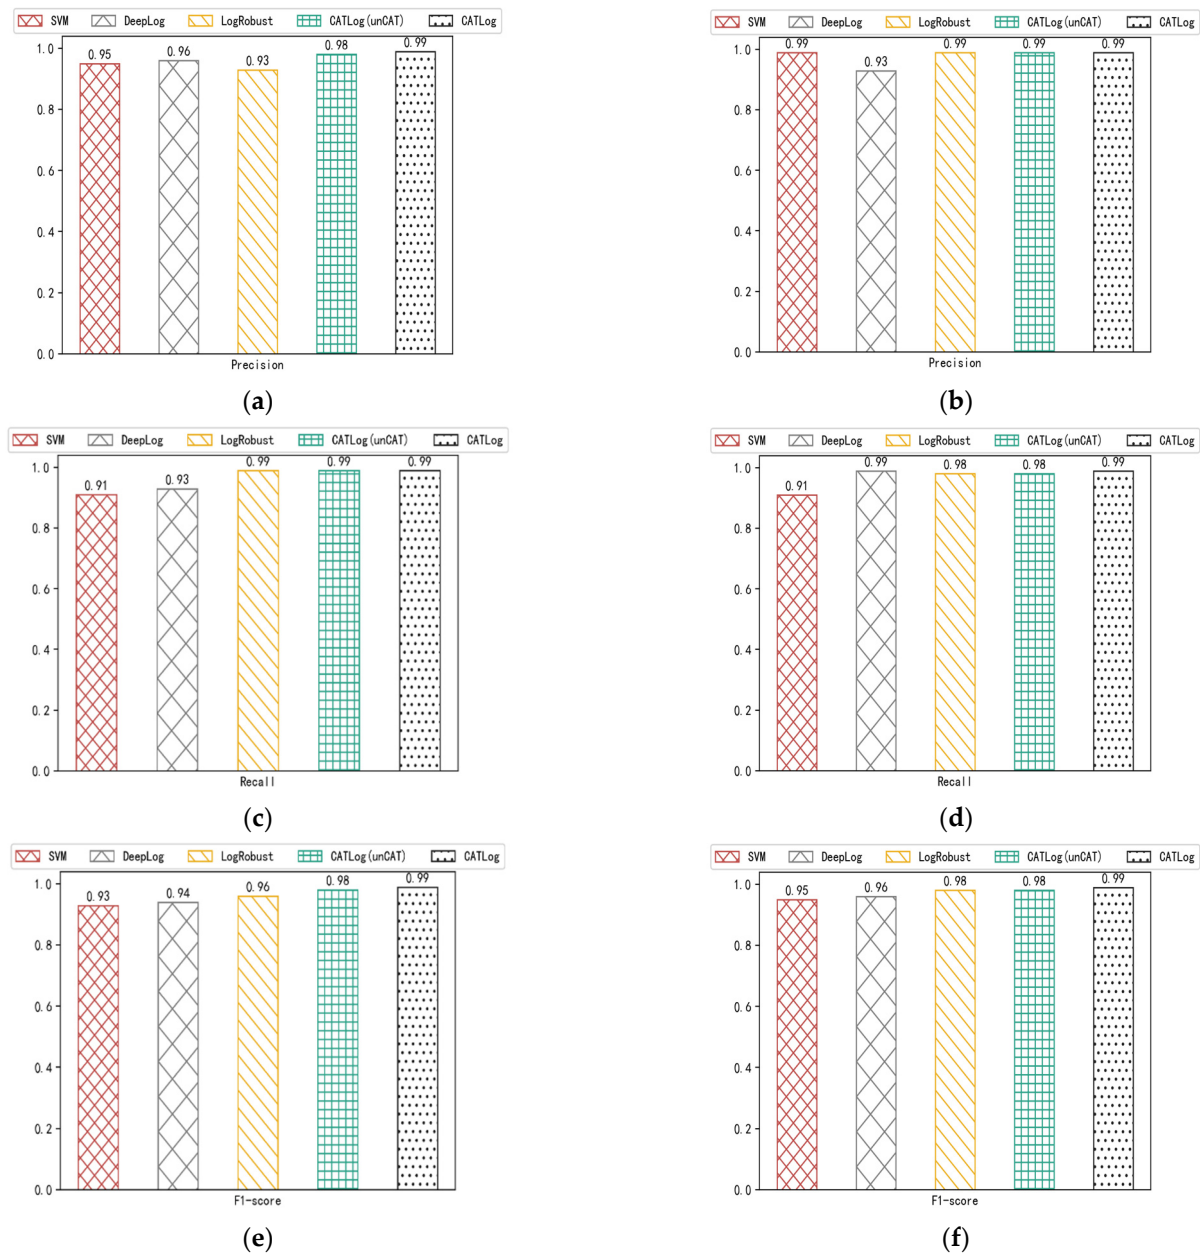 SVM DeepLog LogRobust CATLog(unCAT) CATLog
1.0
0.8
0.6
0.4
0.2
0.0
0.95 0.96 0.93 0.98 0.99
Precision
(a)
SVM DeepLog LogRobust CATLog(unCAT) CATLog
1.0
0.8
0.6
0.4
0.2
0.0
0.99 0.93 0.99 0.99 0.99
Precision
(b)
SVM DeepLog LogRobust CATLog(unCAT) CATLog
1.0
0.8
0.6
0.4
0.2
0.0
0.91 0.93 0.99 0.99 0.99
Recall
(c)
SVM DeepLog LogRobust CATLog(unCAT) CATLog
1.0
0.8
0.6
0.4
0.2
0.0
0.91 0.99 0.98 0.98 0.99
Recall
(d)
SVM DeepLog LogRobust CATLog(unCAT) CATLog
1.0
0.8
0.6
0.4
0.2
0.0
0.93 0.94 0.96 0.98 0.99
F1-score
(e)
SVM DeepLog LogRobust CATLog(unCAT) CATLog
1.0
0.8
0.6
0.4
0.2
0.0
0.95 0.96 0.98 0.98 0.99
F1-score
(f)